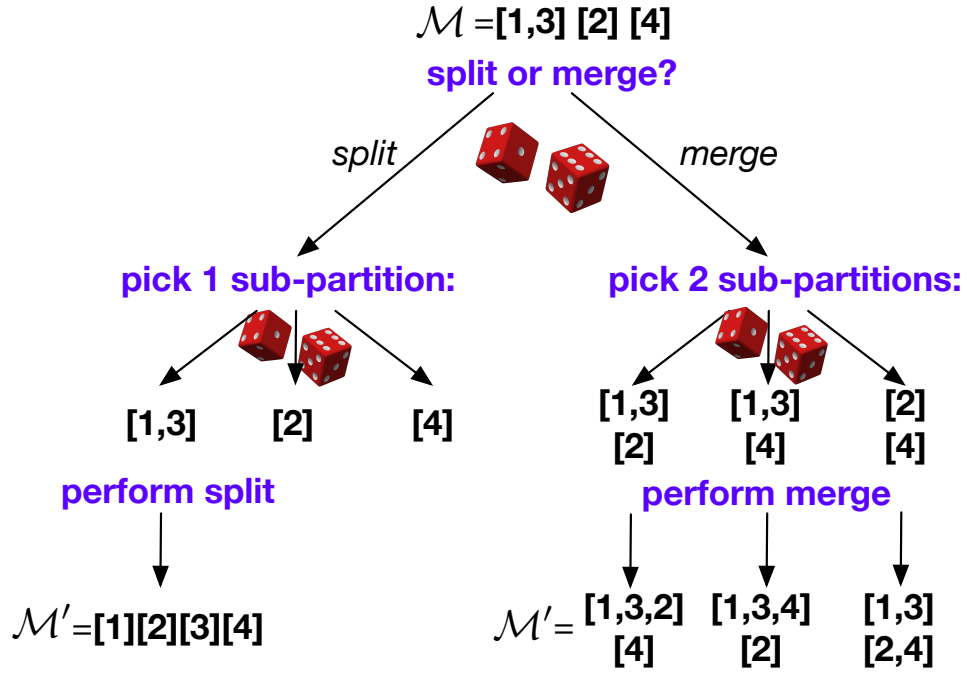 ℳ=[1,3] [2] [4]
split or merge?
split
merge
pick 1 sub-partition:
pick 2 sub-partitions:
[1,3] [2] [4]
[1,3] [1,3] [2]
[2] [4] [4]
perform split
perform merge
ℳ′=[1][2][3][4]
ℳ′= [1,3,2] [1,3,4] [1,3]
[4] [2] [2,4]